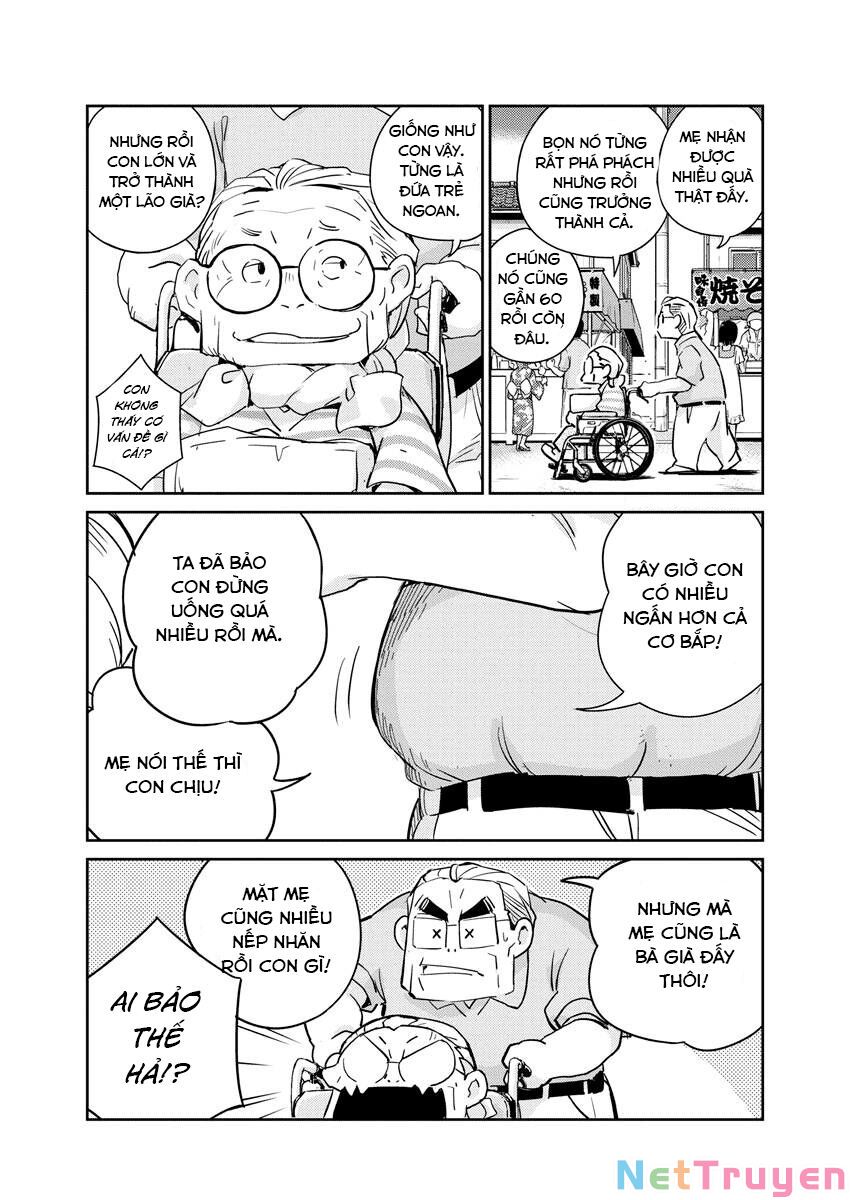 MẸ NHẬN
ĐƯỢC
NHIỀU QUÀ
THẬT ĐẤY.
BỌN NÓ TỪNG
RẤT PHÁ PHÁCH
NHƯNG RỒI
CŨNG TRƯỞNG
THÀNH CẢ.
CHÚNG
NÓ CŨNG
GẦN 60
RỒI CÒN
ĐÂU.
特製
焼そ
GIỐNG NHƯ
CON VẬY.
TỪNG LÀ
ĐỨA TRẺ
NGOAN.
NHƯNG RỒI
CON LỚN VÀ
TRỞ THÀNH
MỘT LÃO GIÀ?
CON
KHÔNG
THẤY CÓ
VẤN ĐỀ GÌ
CẢ!?
BÂY GIỜ CON
CÓ NHIỀU
NGẤN HƠN CẢ
CƠ BẮP!
TA ĐÃ BẢO
CON ĐỪNG
UỐNG QUÁ
NHIỀU RỒI MÀ.
MẸ NÓI THẾ THÌ
CON CHỊU!
NHƯNG MÀ
MẸ CŨNG LÀ
BÀ GIÀ ĐẤY
THÔI!
MẶT MẸ
CŨNG NHIỀU
NẾP NHĂN
RỒI CON GÌ!
AI BẢO
THẾ
HẢ!?
NetTruyen